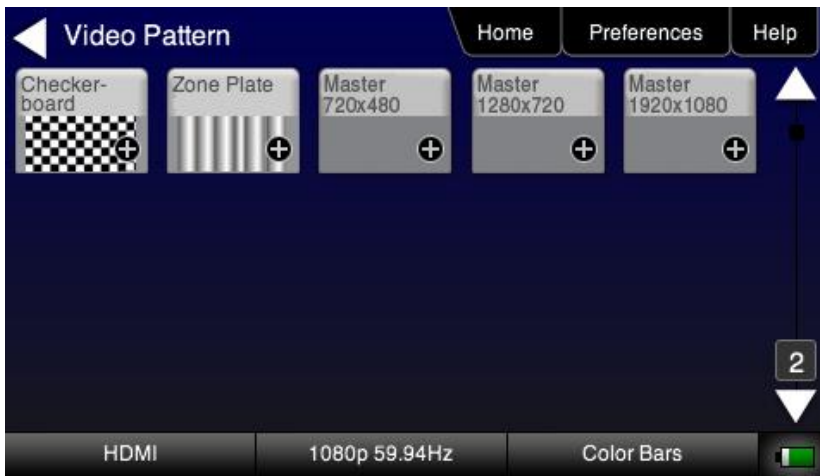 Video Pattern
Home
Preferences
Help
Checker-
board
Zone Plate
Master
720x480
Master
1280x720
Master
1920x1080
2
HDMI
1080p 59.94Hz
Color Bars